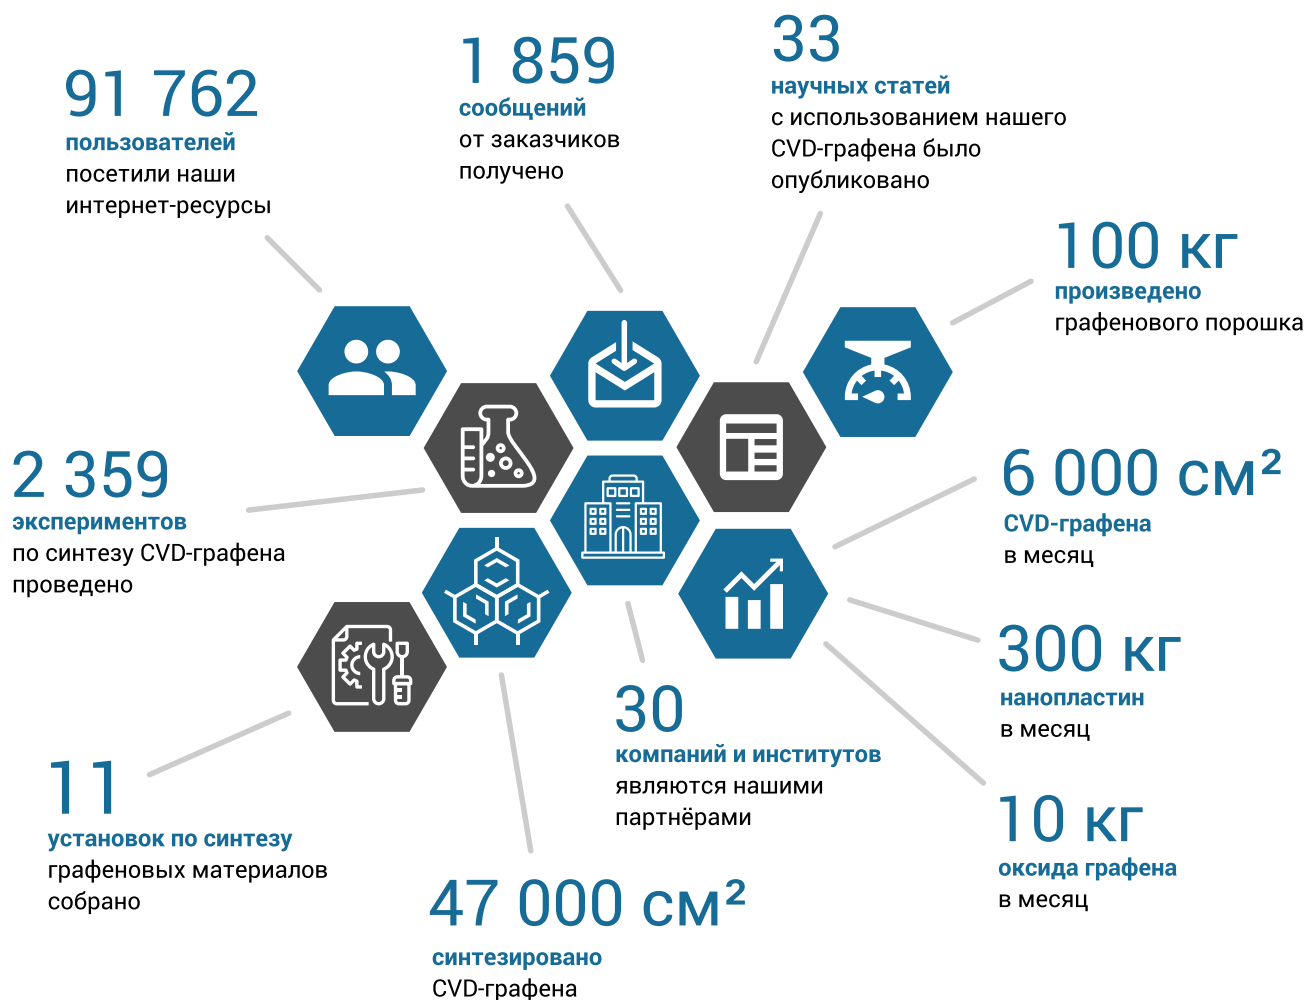 91 762
пользователей
посетили наши
интернет-ресурсы
1 859
сообщений
от заказчиков
получено
33
научных статей
с использованием нашего
CVD-графена было
опубликовано
100 кг
произведено
графенового порошка
2 359
экспериментов
по синтезу CVD-графена
проведено
6 000 см²
CVD-графена
в месяц
300 кг
нанопластин
в месяц
10 кг
оксида графена
в месяц
30
компаний и институтов
являются нашими
партнёрами
11
установок по синтезу
графеновых материалов
собрано
47 000 см²
синтезировано
CVD-графена